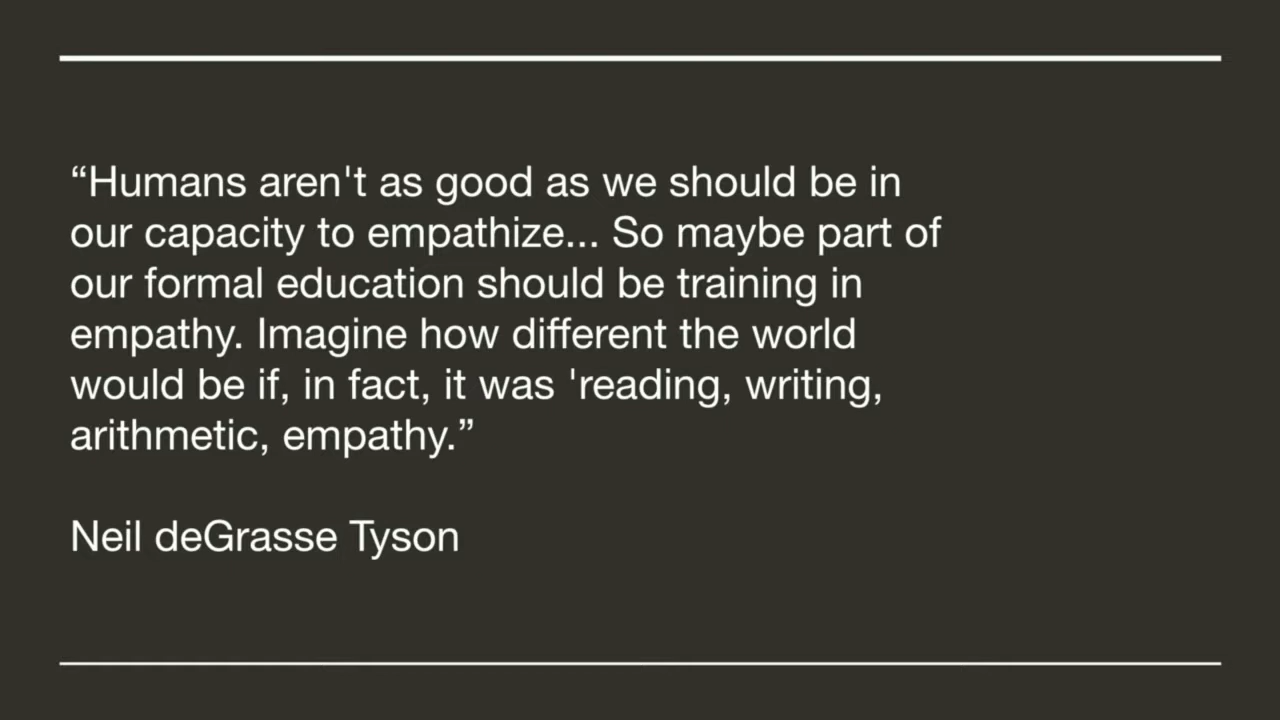 “Humans aren't as good as we should be in
our capacity to empathize... So maybe part of
our formal education should be training in
empathy. Imagine how different the world
would be if, in fact, it was 'reading, writing,
arithmetic, empathy.”
Neil deGrasse Tyson